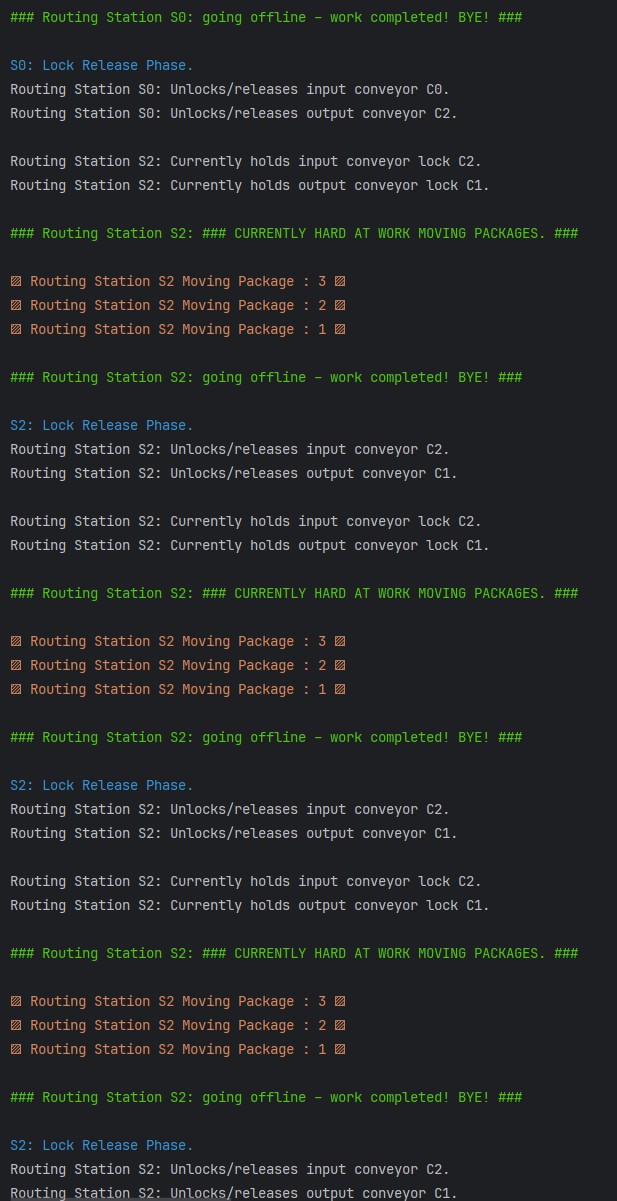 ### Routing Station S0: going offline – work completed! BYE! ###
S0: Lock Release Phase.
Routing Station S0: Unlocks/releases input conveyor C0.
Routing Station S0: Unlocks/releases output conveyor C2.
Routing Station S2: Currently holds input conveyor lock C2.
Routing Station S2: Currently holds output conveyor lock C1.
### Routing Station S2: ### CURRENTLY HARD AT WORK MOVING PACKAGES. ###
▨ Routing Station S2 Moving Package : 3 ▨
▨ Routing Station S2 Moving Package : 2 ▨
▨ Routing Station S2 Moving Package : 1 ▨
### Routing Station S2: going offline – work completed! BYE! ###
S2: Lock Release Phase.
Routing Station S2: Unlocks/releases input conveyor C2.
Routing Station S2: Unlocks/releases output conveyor C1.
Routing Station S2: Currently holds input conveyor lock C2.
Routing Station S2: Currently holds output conveyor lock C1.
### Routing Station S2: ### CURRENTLY HARD AT WORK MOVING PACKAGES. ###
▨ Routing Station S2 Moving Package : 3 ▨
▨ Routing Station S2 Moving Package : 2 ▨
▨ Routing Station S2 Moving Package : 1 ▨
### Routing Station S2: going offline – work completed! BYE! ###
S2: Lock Release Phase.
Routing Station S2: Unlocks/releases input conveyor C2.
Routing Station S2: Unlocks/releases output conveyor C1.
Routing Station S2: Currently holds input conveyor lock C2.
Routing Station S2: Currently holds output conveyor lock C1.
### Routing Station S2: ### CURRENTLY HARD AT WORK MOVING PACKAGES. ###
▨ Routing Station S2 Moving Package : 3 ▨
▨ Routing Station S2 Moving Package : 2 ▨
▨ Routing Station S2 Moving Package : 1 ▨
### Routing Station S2: going offline – work completed! BYE! ###
S2: Lock Release Phase.
Routing Station S2: Unlocks/releases input conveyor C2.
Routing Station S2: Unlocks/releases output conveyor C1.